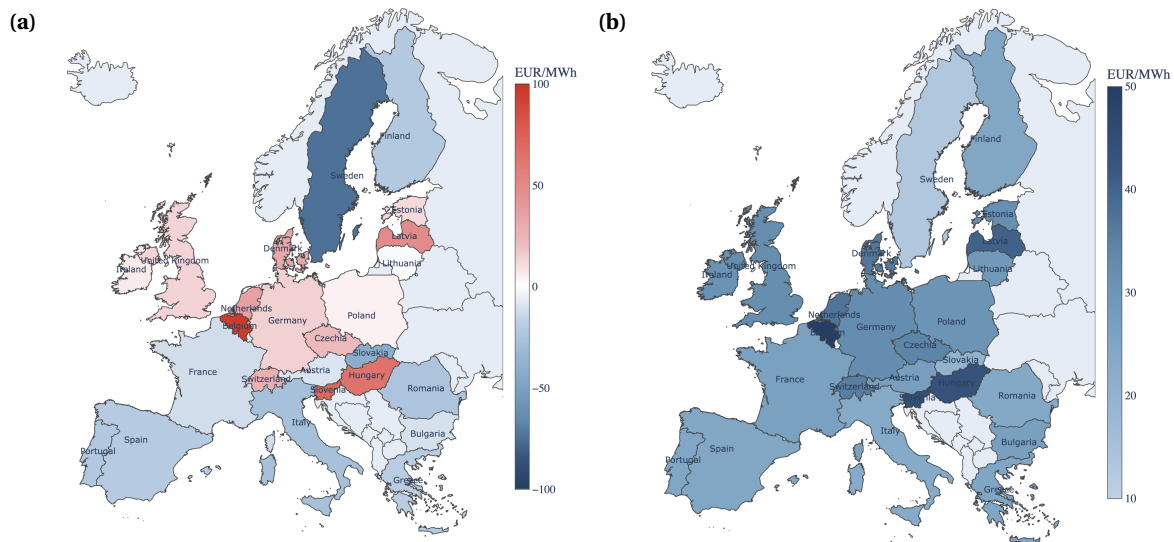 (a)
EUR/MWh
100
50
0
−50
−100
Finland
Sweden
Estonia
Latvia
Lithuania
Denmark
United Kingdom
Ireland
Netherlands
Belgium
Germany
Poland
Czechia
Slovakia
France
Switzerland
Austria
Hungary
Slovenia
Romania
Italy
Bulgaria
Spain
Portugal
Greece
(b)
EUR/MWh
50
40
30
20
10
Finland
Sweden
Estonia
Latvia
Lithuania
Denmark
United Kingdom
Ireland
Netherlands
Belgium
Germany
Poland
Czechia
Slovakia
France
Switzerland
Austria
Hungary
Slovenia
Romania
Italy
Bulgaria
Spain
Portugal
Greece